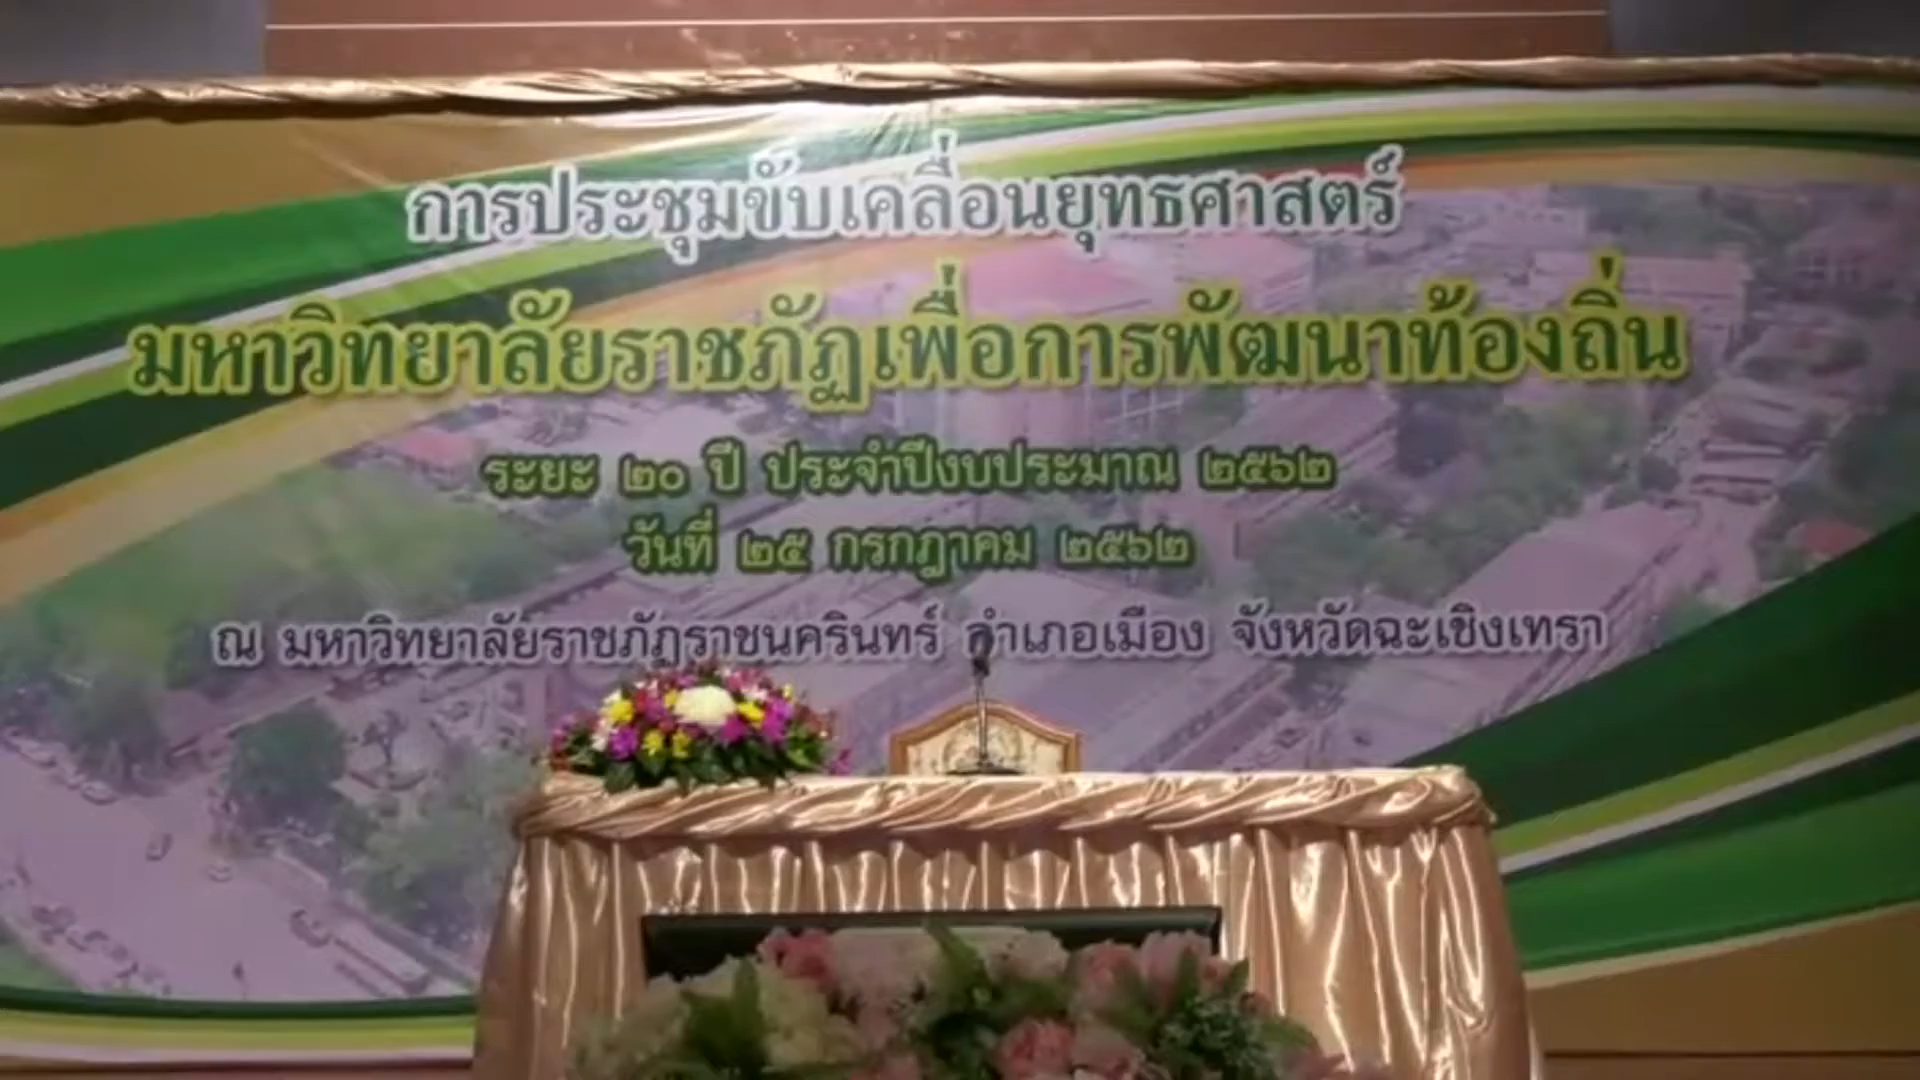 การประชุมขับเคลื่อนยุทธศาสตร์
มหาวิทยาลัยราชภัฏเพื่อการพัฒนาท้องถิ่น
ระยะ ๒๐ ปี ประจำปีงบประมาณ ๒๕๖๒
วันที่ ๒๕ กรกฎาคม ๒๕๖๒
ณ มหาวิทยาลัยราชภัฏราชนครินทร์ อำเภอเมือง จังหวัดฉะเชิงเทรา